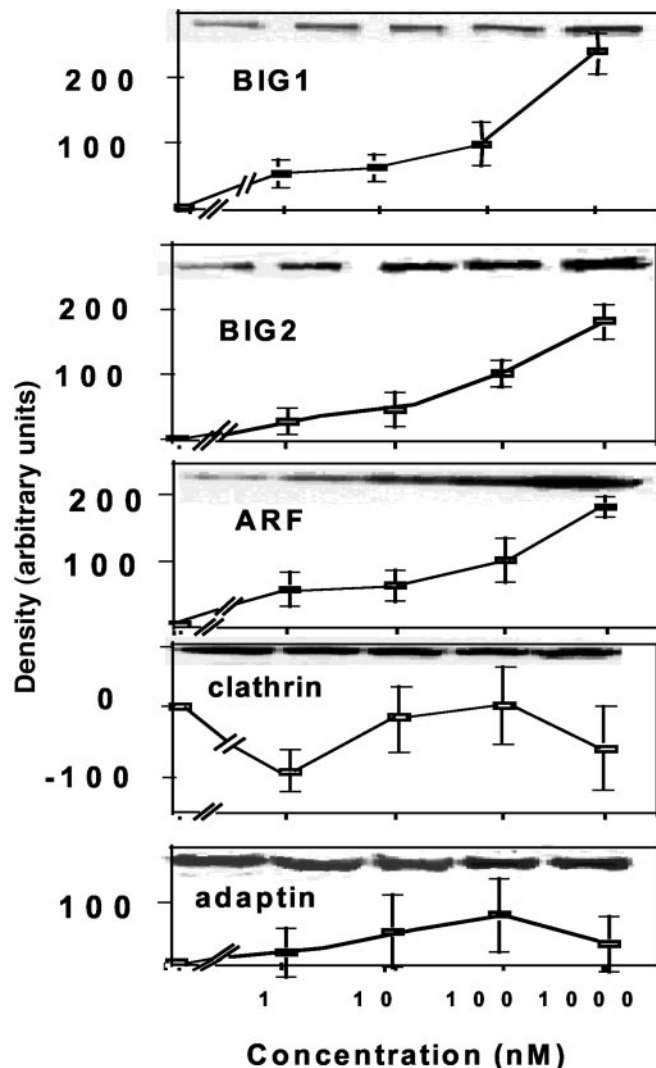 200
BIG1
100
200
BIG2
100
200
ARF
100
clathrin
0
-100
adaptin
100
1 10 100 1000
Concentration (nM)
Density (arbitrary units)